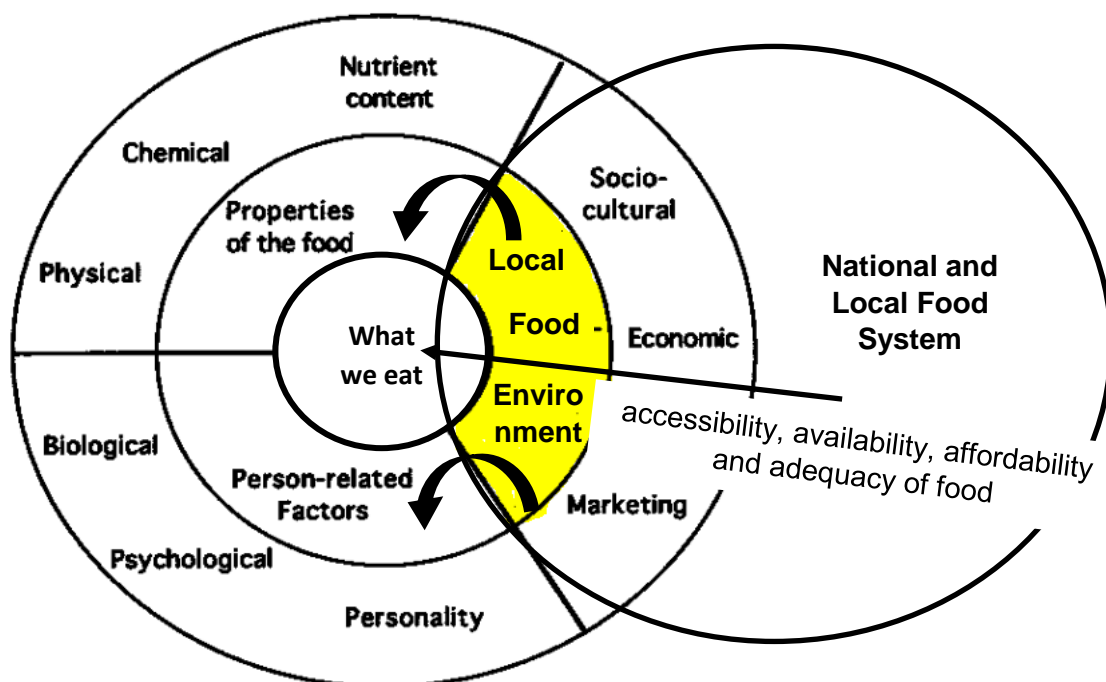 Nutrient
content
Chemical
Properties
of the food
Physical
Socio-
cultural
Local
Food -
Enviro
nment
Economic
National and
Local Food
System
What
we eat
accessibility, availability, affordability
and adequacy of food
Biological
Person-related
Factors
Marketing
Psychological
Personality